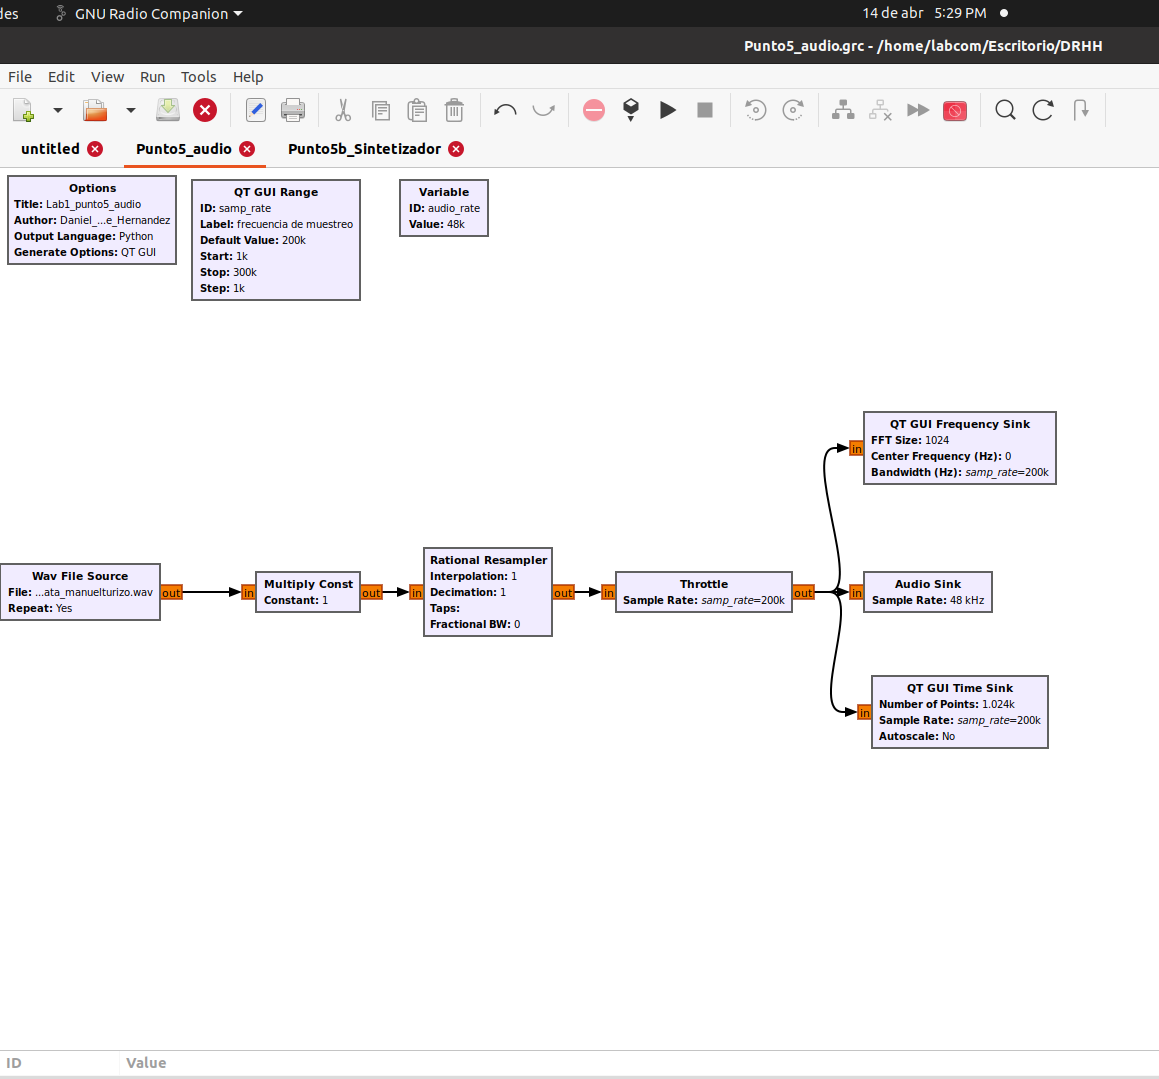 des GNU Radio Companion 14 de abr 5:29 PM
Punto5_audio.grc - /home/labcom/Escritorio/DRHH
File Edit View Run Tools Help
untitled Punto5_audio Punto5b_Sintetizador
Options
Title: Lab1_punto5_audio
Author: Daniel_...e_Hernandez
Output Language: Python
Generate Options: QT GUI
QT GUI Range
ID: samp_rate
Label: frecuencia de muestreo
Default Value: 200k
Start: 1k
Stop: 300k
Step: 1k
Variable
ID: audio_rate
Value: 48k
Wav File Source
File: ...ata_manuelturizo.wav
Repeat: Yes
out
in
Multiply Const
Constant: 1
out
in
Rational Resampler
Interpolation: 1
Decimation: 1
Taps:
Fractional BW: 0
out
in
Throttle
Sample Rate: samp_rate=200k
out
in
QT GUI Frequency Sink
FFT Size: 1024
Center Frequency (Hz): 0
Bandwidth (Hz): samp_rate=200k
in
Audio Sink
Sample Rate: 48 kHz
in
QT GUI Time Sink
Number of Points: 1.024k
Sample Rate: samp_rate=200k
Autoscale: No
ID Value